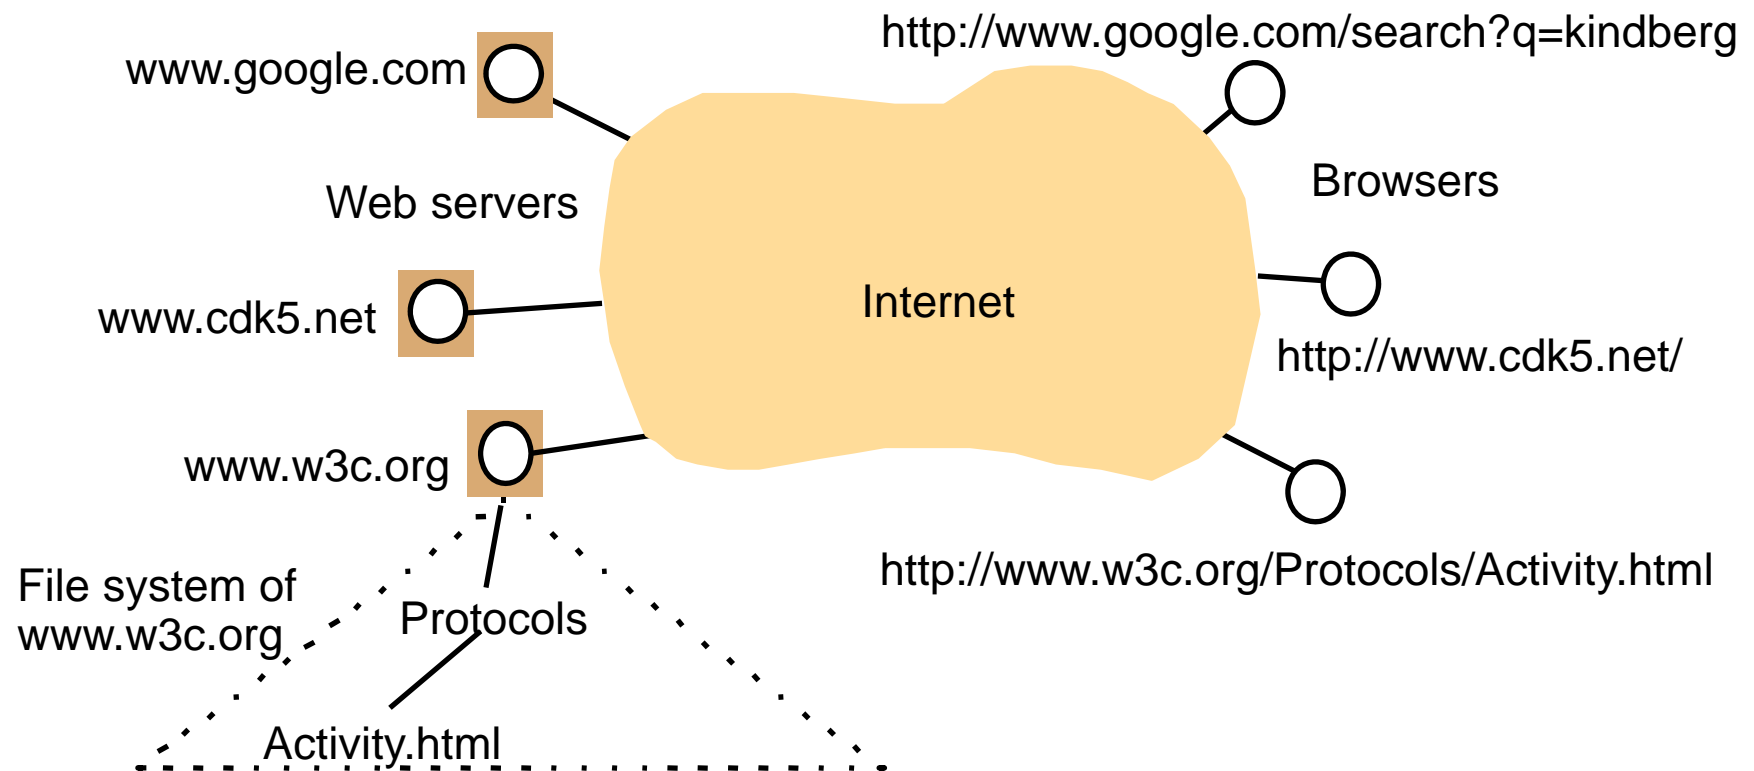 http://www.google.com/search?q=kindberg
www.google.com
Browsers
Web servers
Internet
www.cdk5.net
http://www.cdk5.net/
www.w3c.org
http://www.w3c.org/Protocols/Activity.html
File system of
www.w3c.org
Protocols
Activity.html